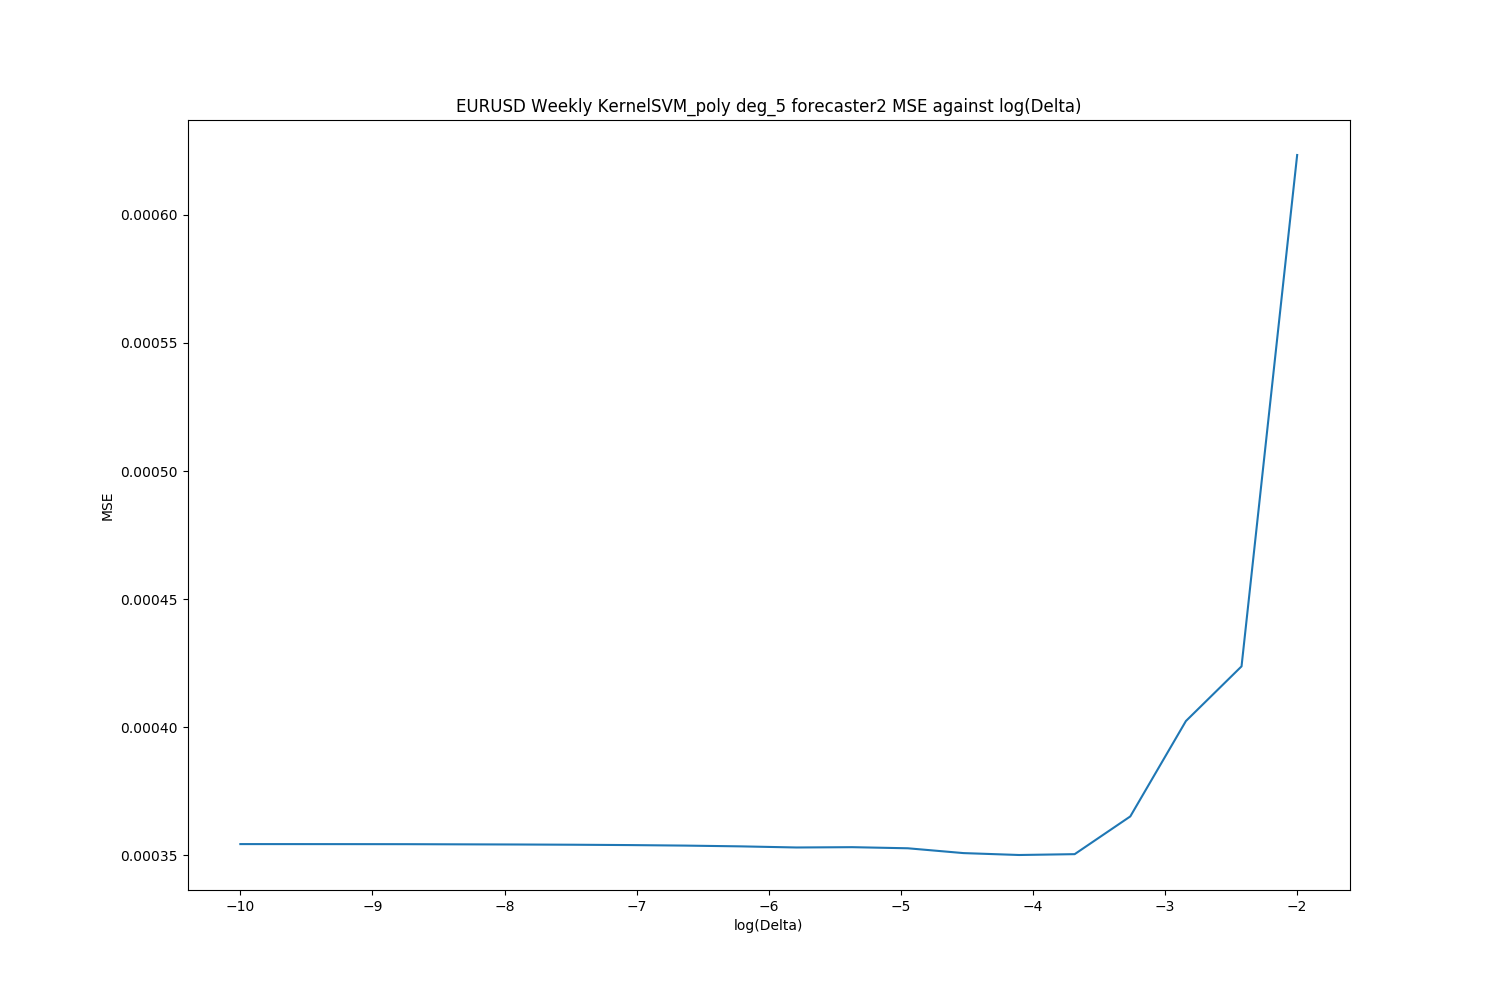 EURUSD Weekly KernelSVM_poly deg_5 forecaster2 MSE against log(Delta)
0.00060
0.00055
0.00050
0.00045
0.00040
0.00035
MSE
−10 −9 −8 −7 −6 −5 −4 −3 −2
log(Delta)